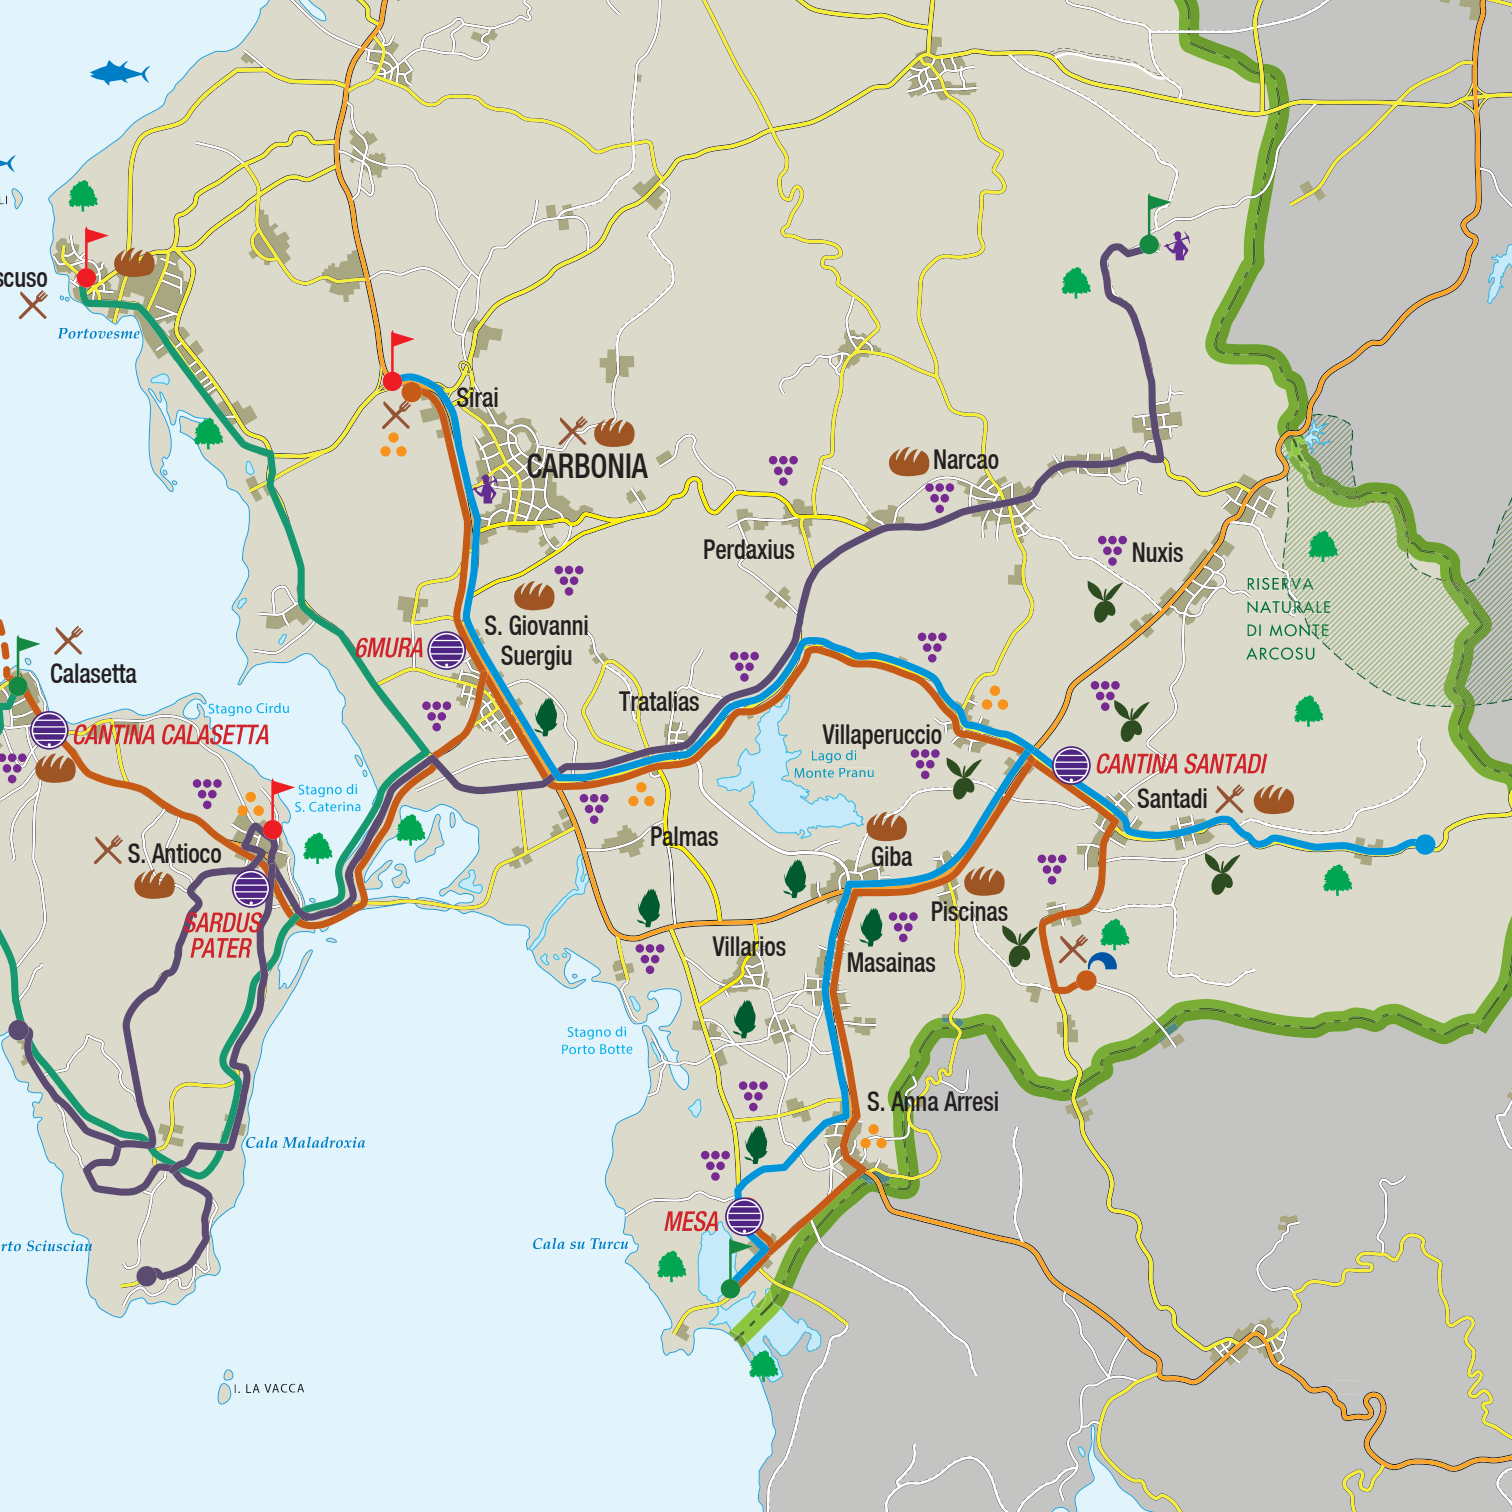 LI
scuso
Portovesme
Sirai
CARBONIA
Narcao
Perdaxius
Nuxis
RISERVA
NATURALE
DI MONTE
ARCOSU
S. Giovanni
Suergiu
6MURA
Calasetta
Stagno Cirdu
CANTINA CALASETTA
Tratalias
Villaperuccio
Lago di
Monte Pranu
CANTINA SANTADI
Santadi
Stagno di
S. Caterina
Palmas
S. Antioco
Giba
SARDUS
PATER
Piscinas
Villarios
Masainas
Stagno di
Porto Botte
S. Anna Arresi
Cala Maladroxia
MESA
rto Sciusciau
Cala su Turcu
I. LA VACCA